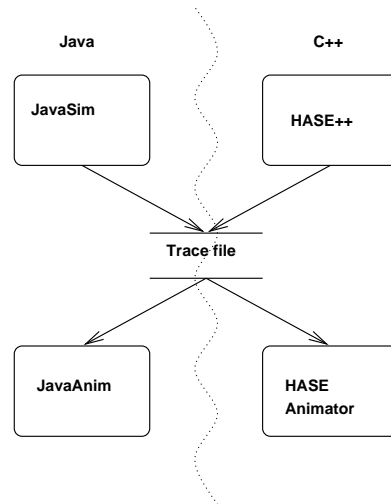 Java
C++
JavaSim
HASE++
Trace file
JavaAnim
HASE
Animator